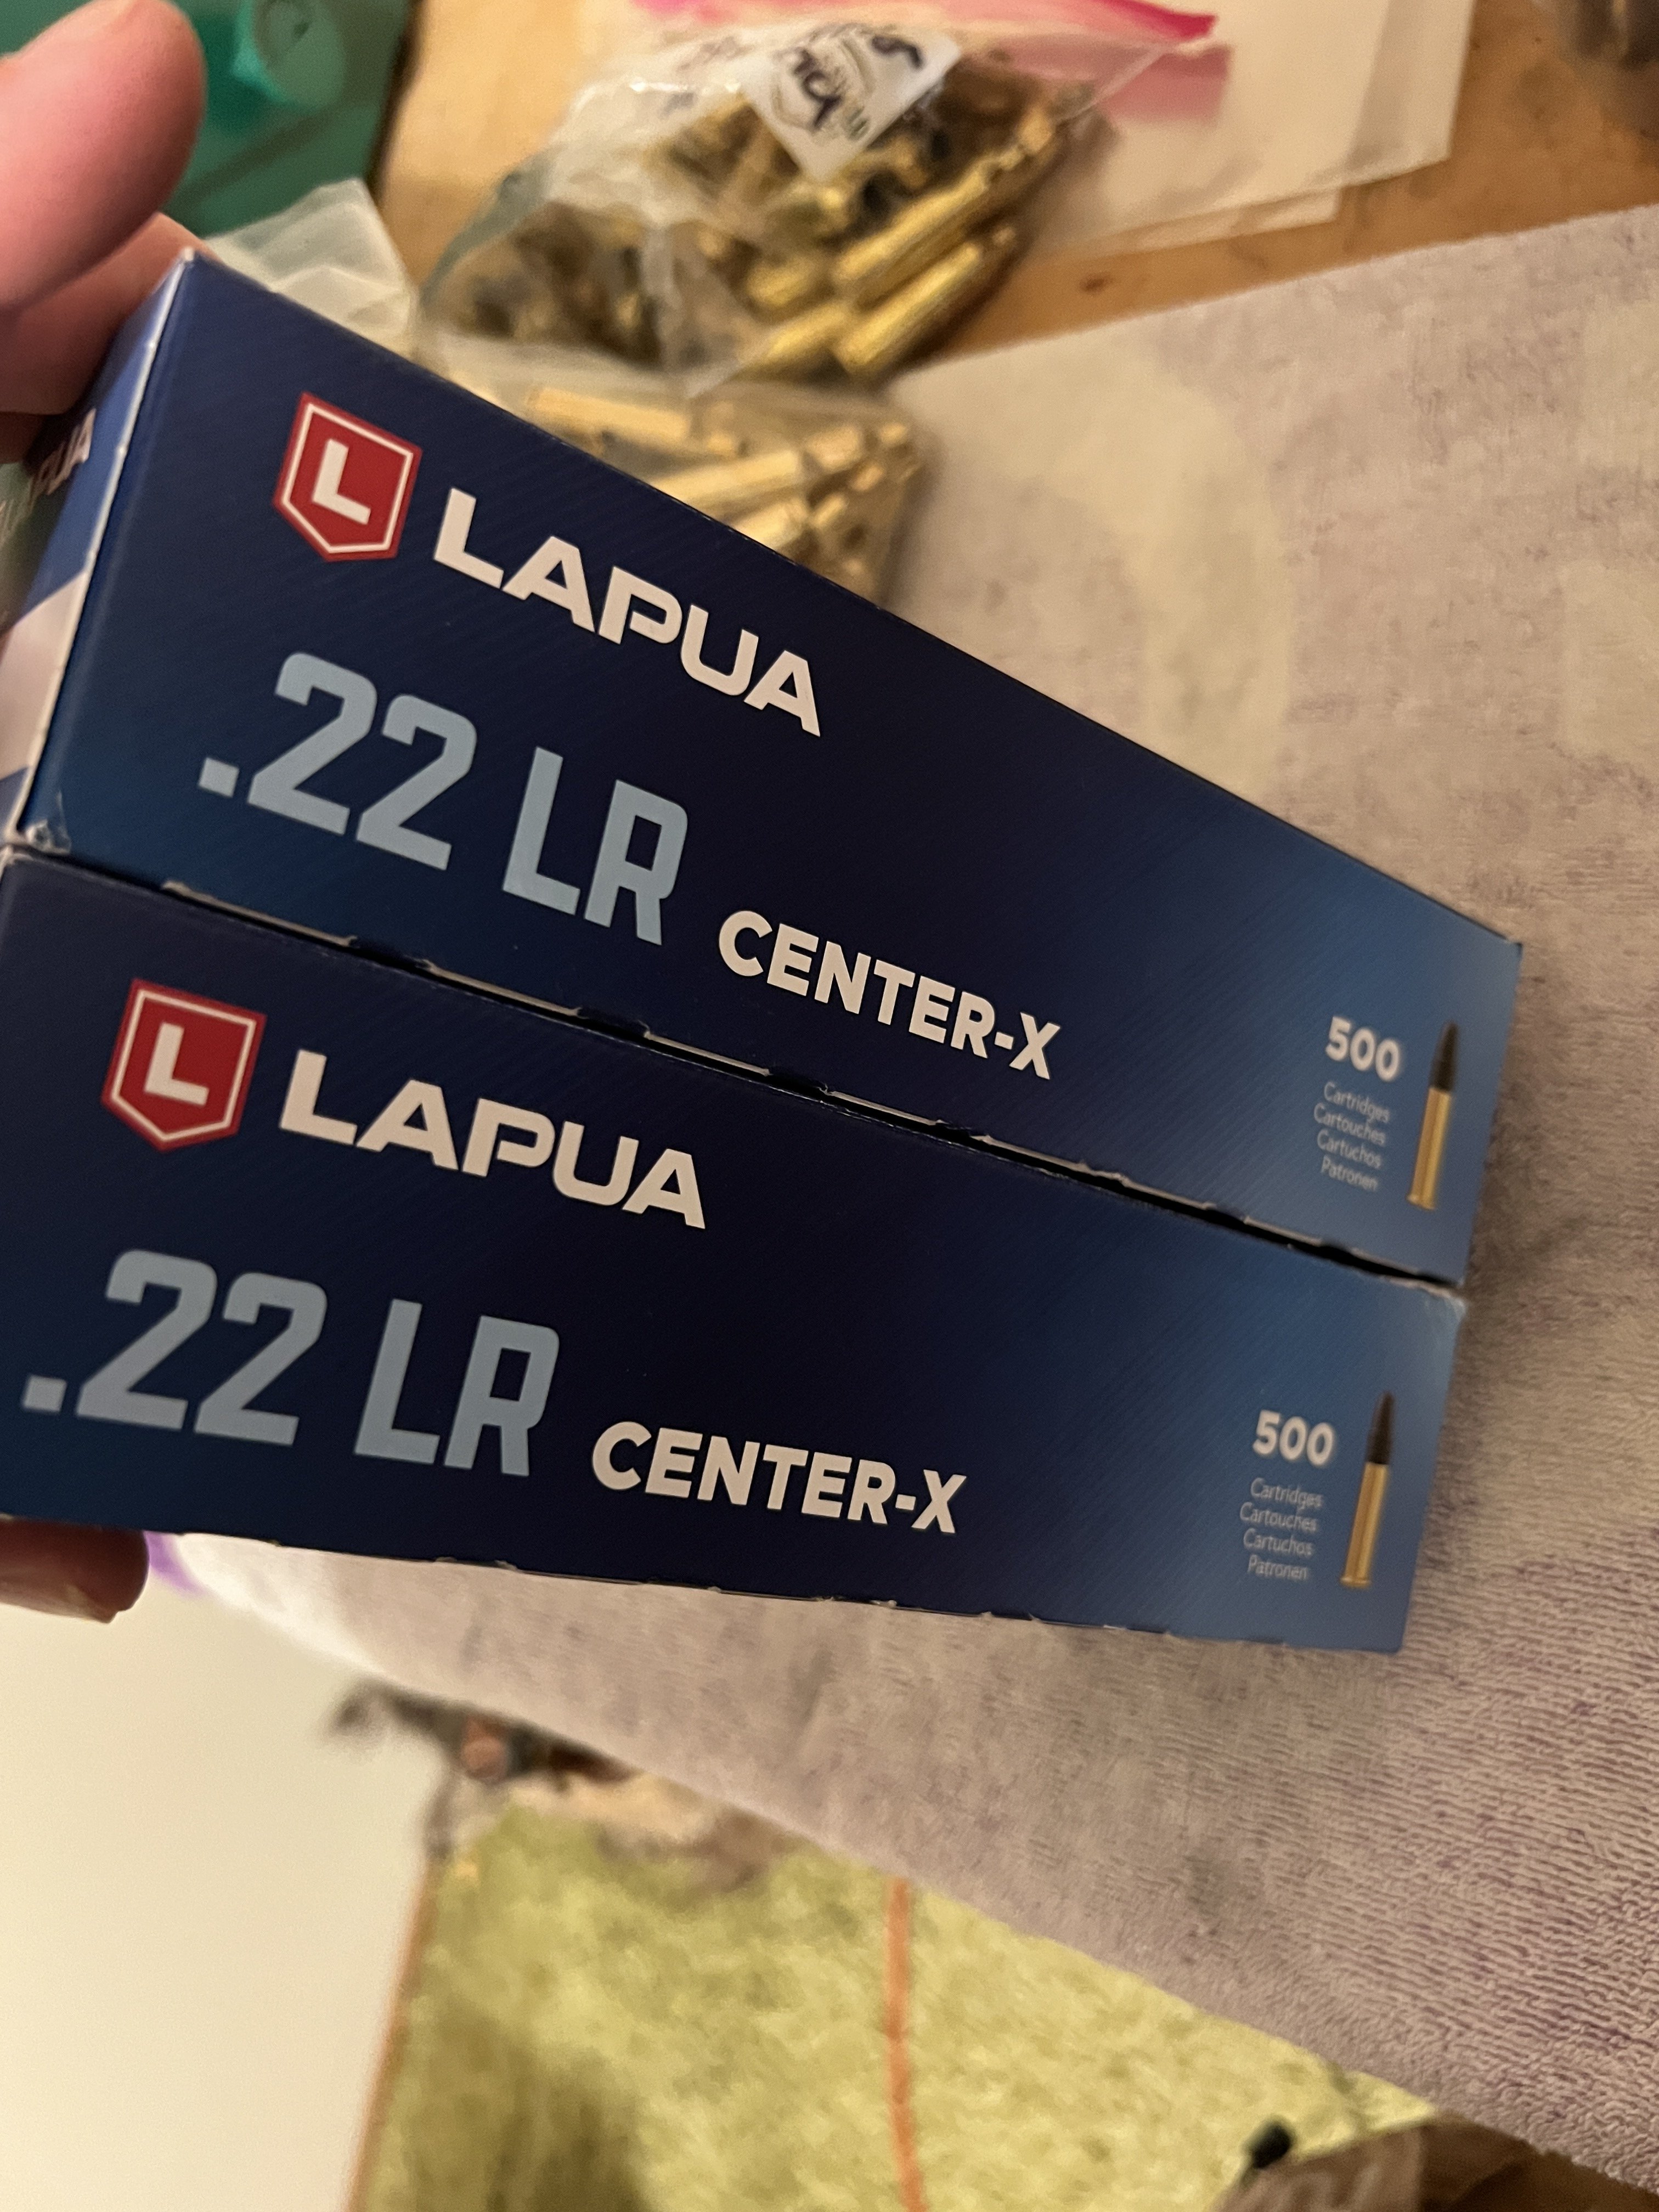 L LAPUA
.22 LR CENTER-X
500
Cartridges
Cartouches
Cartuchos
Patronen
L LAPUA
.22 LR CENTER-X
500
Cartridges
Cartouches
Cartuchos
Patronen